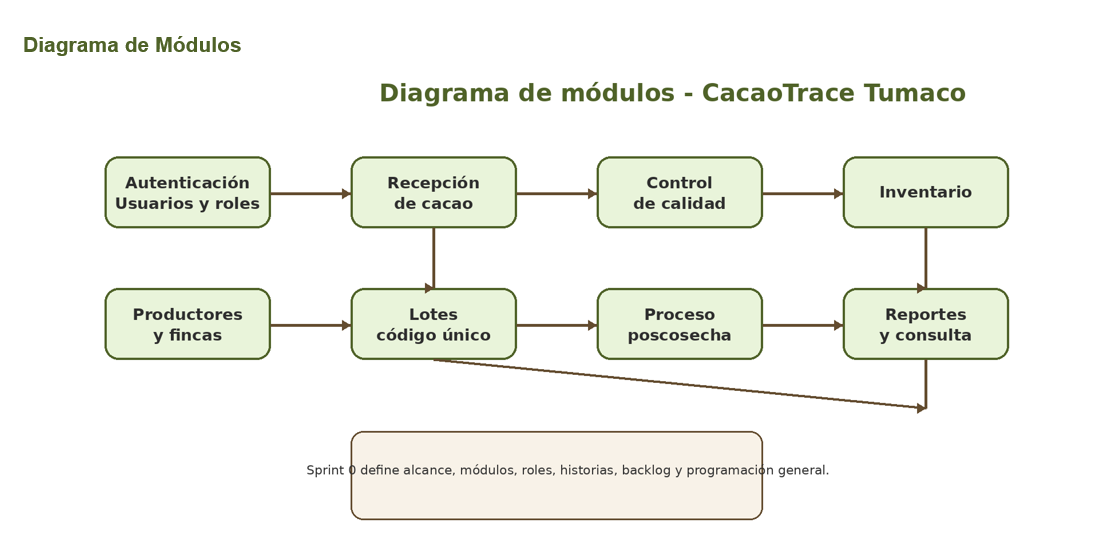 Diagrama de Módulos
Diagrama de módulos - CacaoTrace Tumaco
Autenticación
Usuarios y roles
Recepción
de cacao
Control
de calidad
Inventario
Productores
y fincas
Lotes
código único
Proceso
poscosecha
Reportes
y consulta
Sprint 0 define alcance, módulos, roles, historias, backlog y programación general.